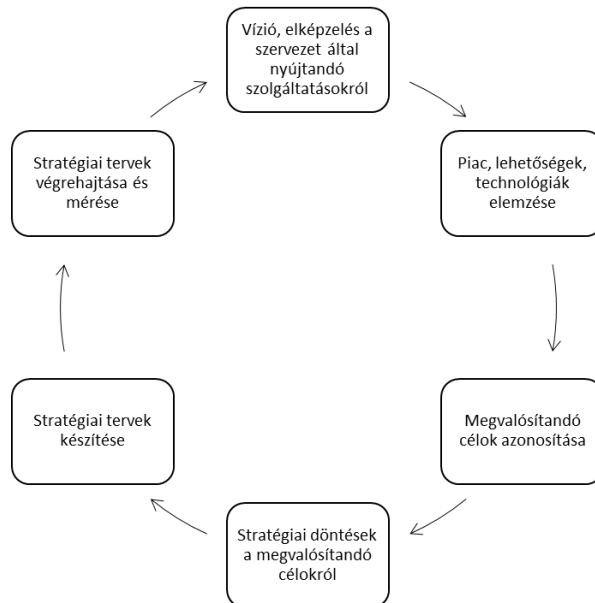 Vízió, elképzelés a
szervezet által
nyújtandó
szolgáltatásokról
Piac, lehetőségek,
technológiák
elemzése
Megvalósítandó
célok azonosítása
Stratégiai döntések
a megvalósítandó
célokról
Stratégiai tervek
készítése
Stratégiai tervek
végrehajtása és
mérése